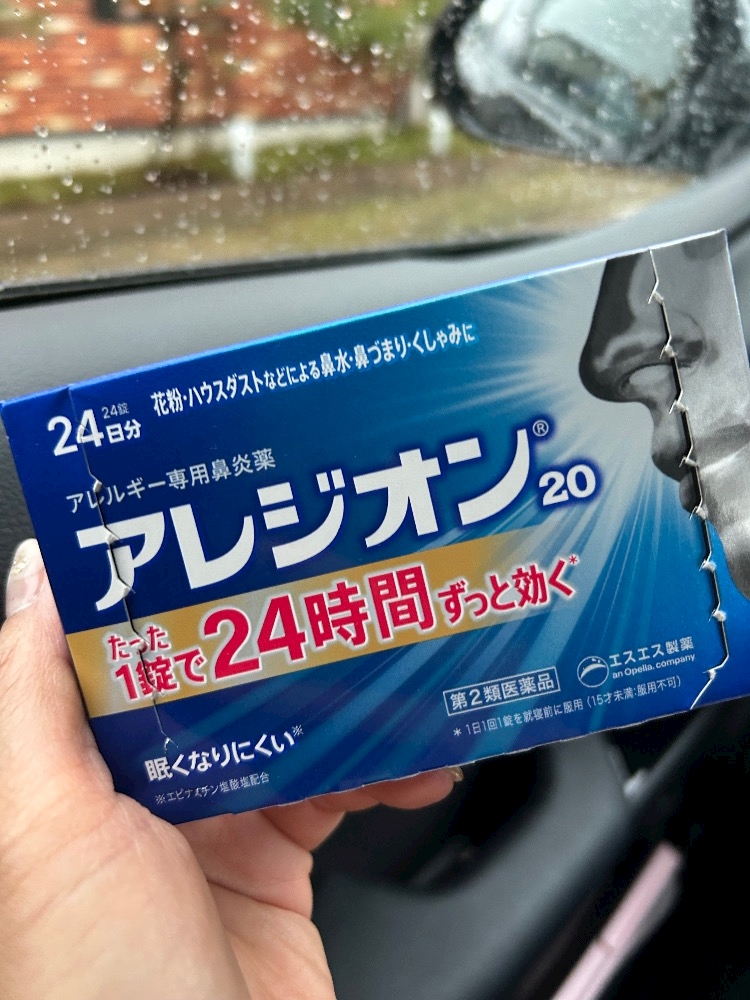 花粉・ハウスダストなどによる鼻水・鼻づまり・くしゃみに
24錠
24日分
アレルギー専用鼻炎薬
アレジオン®20
たった
1錠で24時間ずっと効く*
エスエス製薬
an Opella. company
第2類医薬品
*1日1回1錠を就寝前に服用(15才未満:服用不可)
眠くなりにくい※
※エピナスチン塩酸塩配合